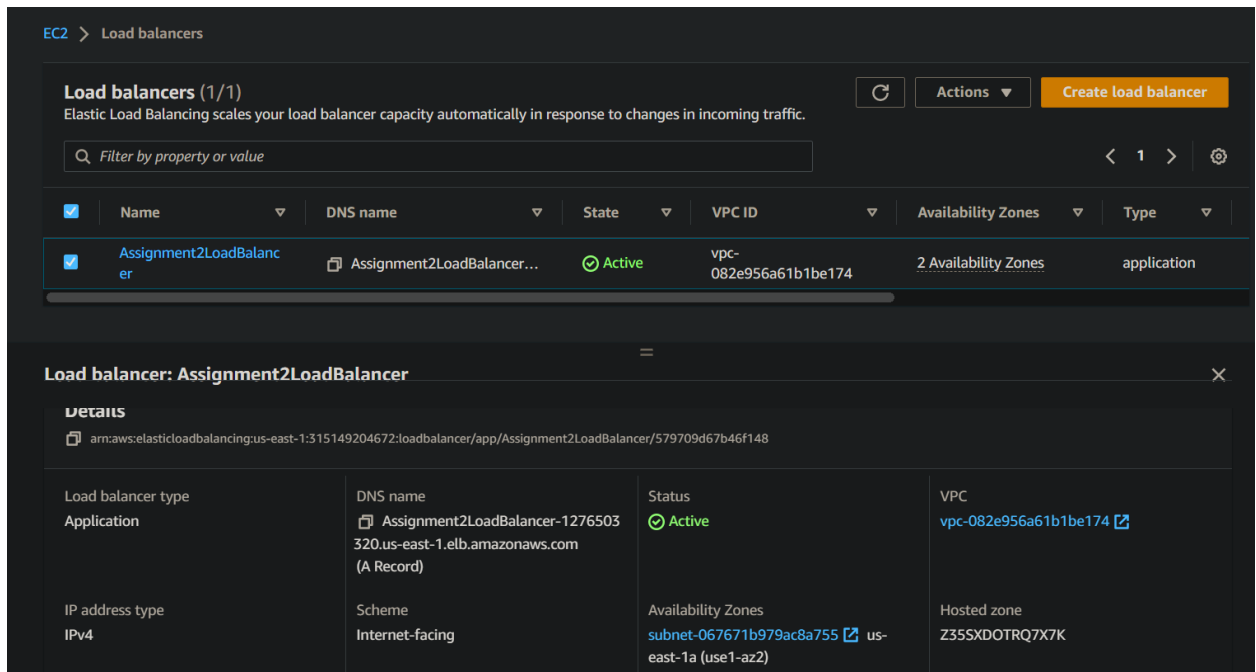 EC2 > Load balancers
Load balancers (1/1)
Actions
Create load balancer
Elastic Load Balancing scales your load balancer capacity automatically in response to changes in incoming traffic.
Filter by property or value
1
Name DNS name State VPC ID Availability Zones Type
Assignment2LoadBalanc
er
Assignment2LoadBalancer...
Active
vpc-
082e956a61b1be174
2 Availability Zones
application
Load balancer: Assignment2LoadBalancer
Details
arn:aws:elasticloadbalancing:us-east-1:315149204672:loadbalancer/app/Assignment2LoadBalancer/579709d67b46f148
Load balancer type
Application
DNS name
Assignment2LoadBalancer-1276503
320.us-east-1.elb.amazonaws.com
(A Record)
Status
Active
VPC
vpc-082e956a61b1be174
IP address type
IPv4
Scheme
Internet-facing
Availability Zones
subnet-067671b979ac8a755 us-
east-1a (use1-az2)
Hosted zone
Z35SXDOTRQ7X7K